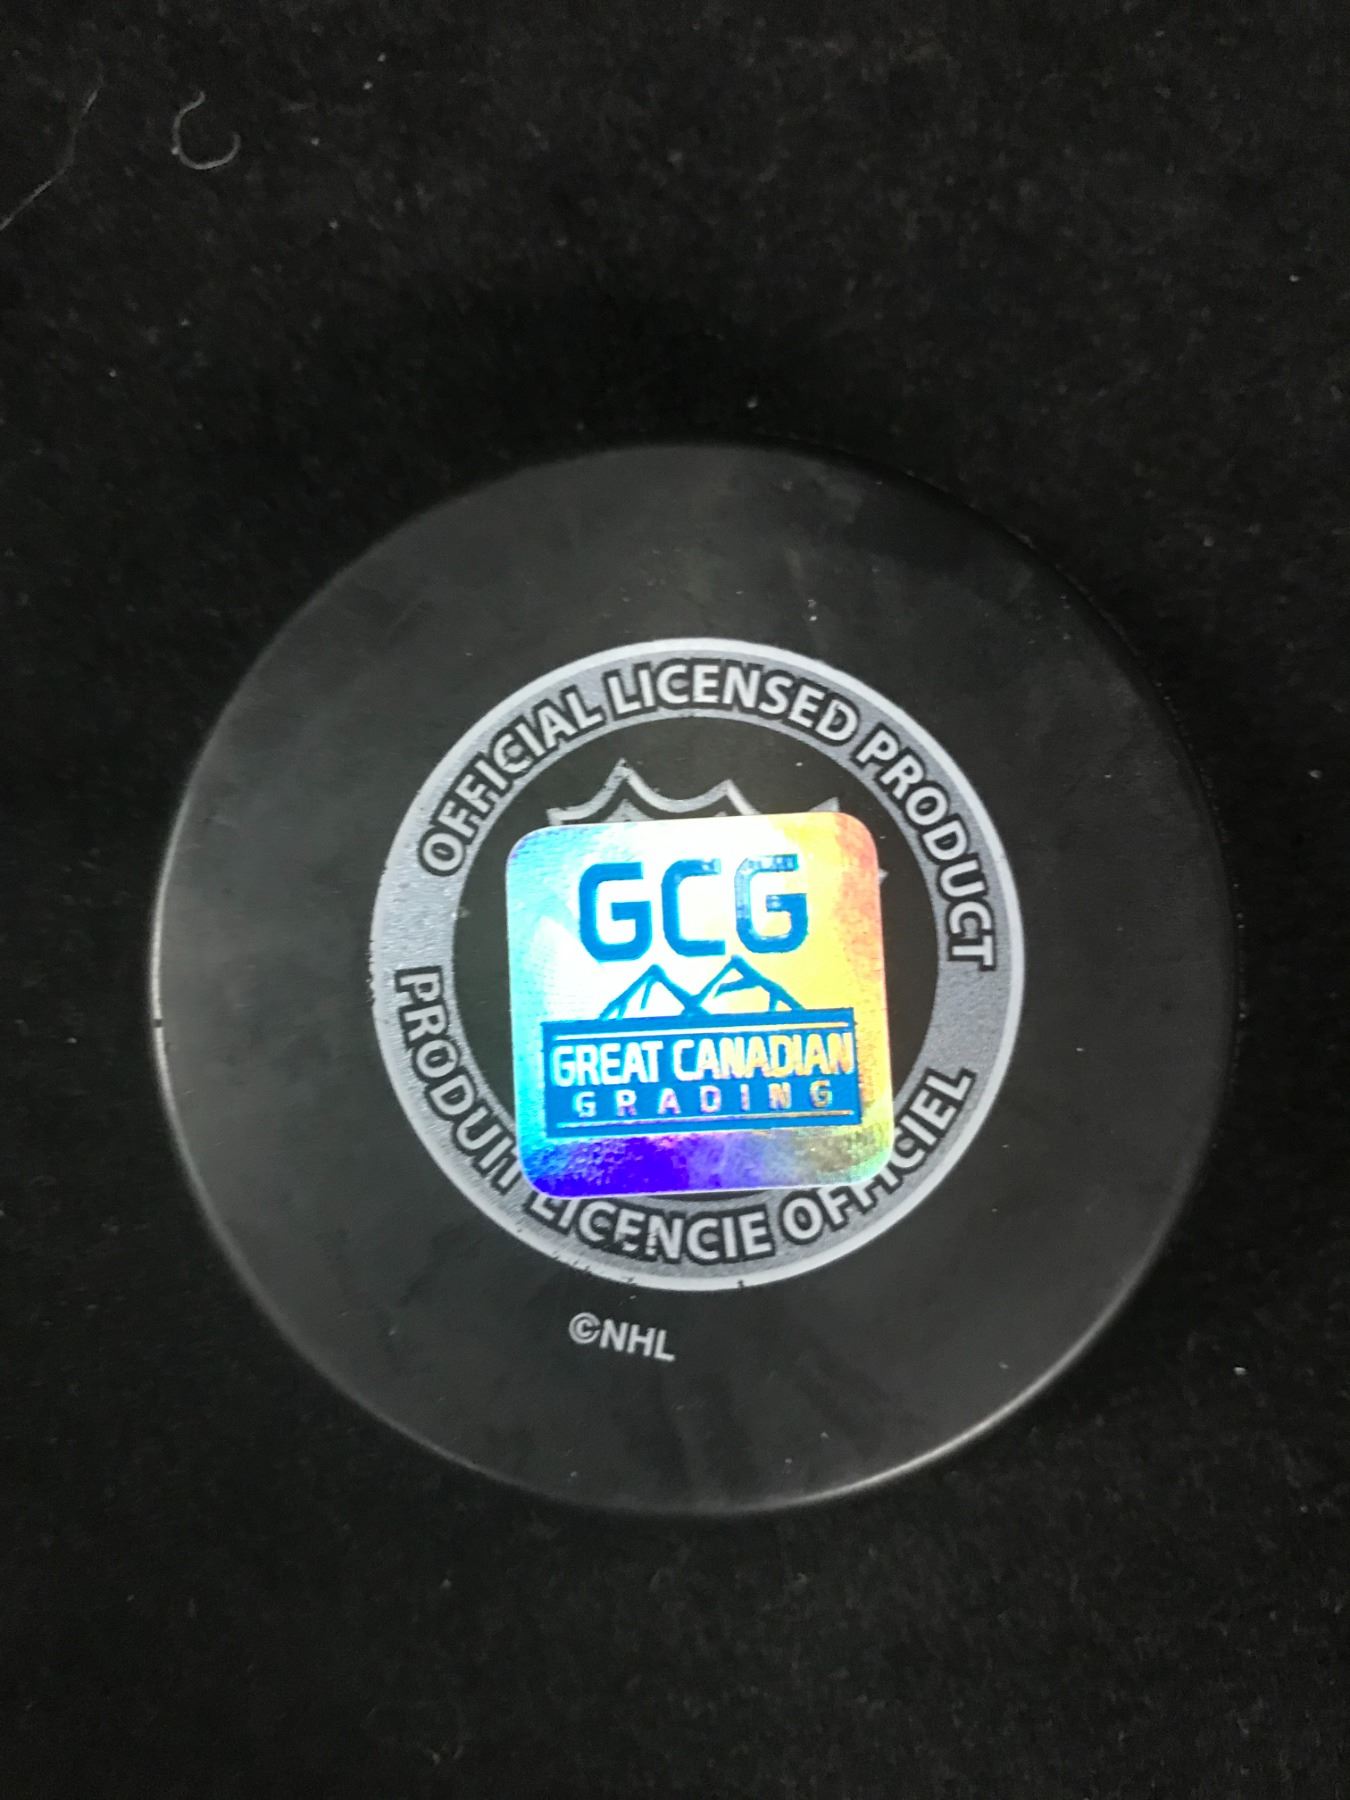 OFFICIAL LICENSED PRODUCT
GCG
GREAT CANADIAN
GRADING
PRODUIT LICENCIE OFFICIEL
©NHL